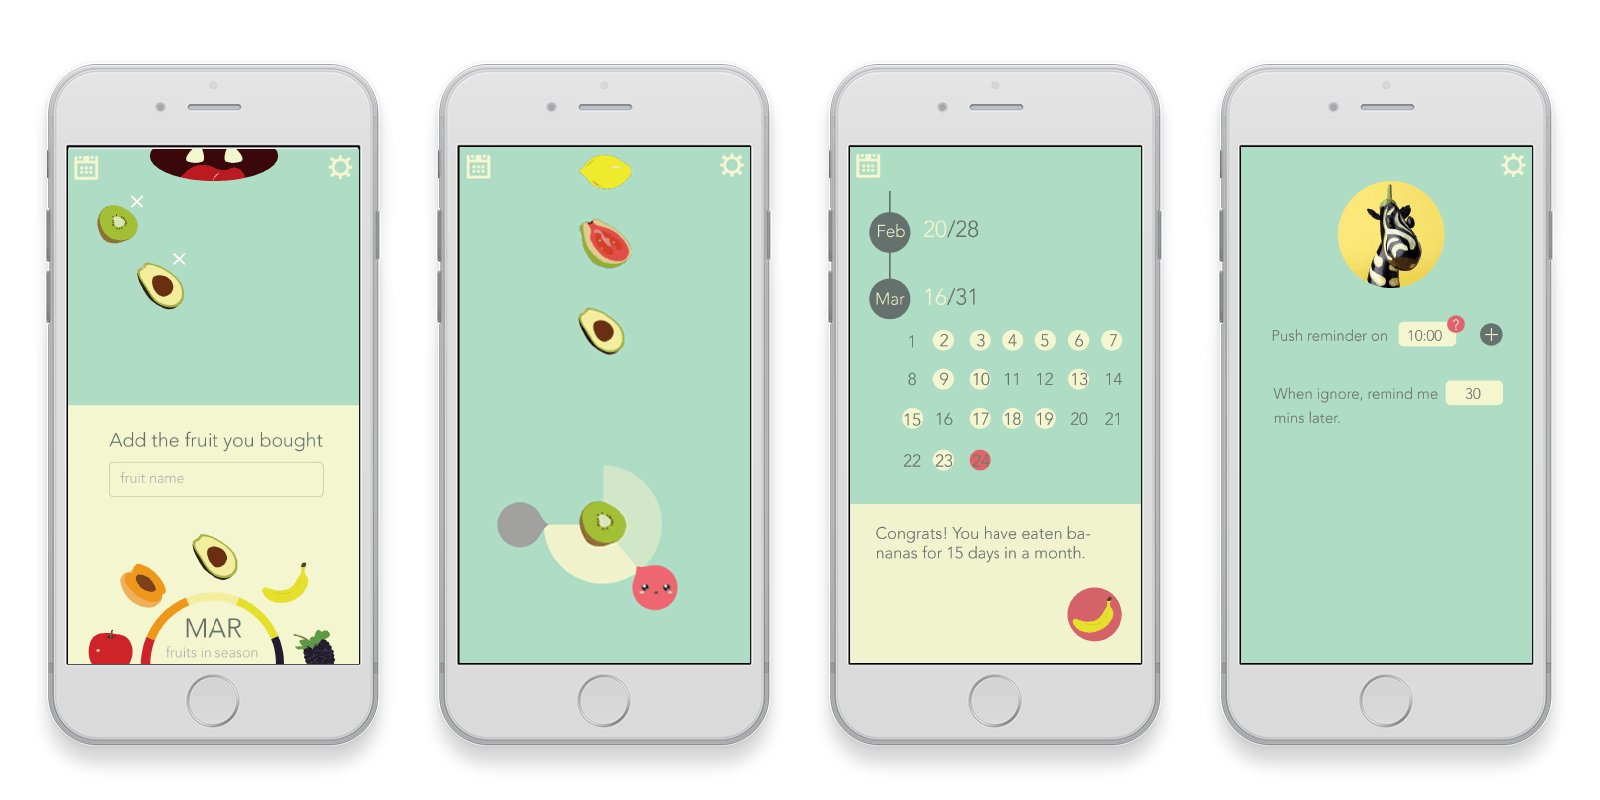 Add the fruit you bought
fruit name
MAR
fruits in season
Feb 20/28
Mar 16/31
1 2 3 4 5 6 7
8 9 10 11 12 13 14
15 16 17 18 19 20 21
22 23 24
Congrats! You have eaten ba-
nanas for 15 days in a month.
Push reminder on 10:00 ? +
When ignore, remind me 30
mins later.